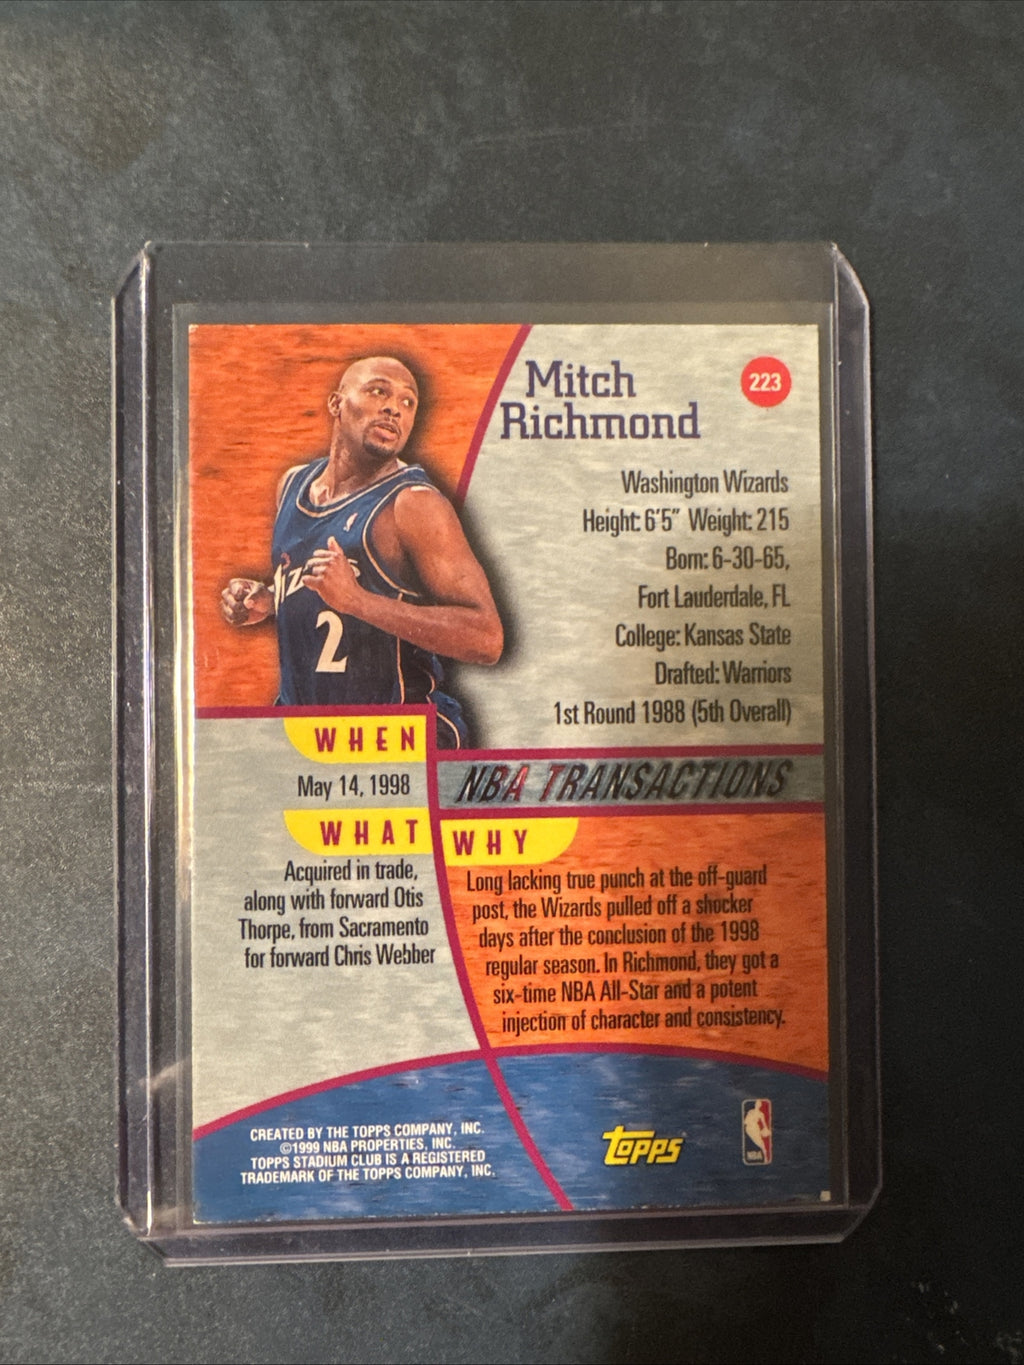 Mitch
Richmond
223
Washington Wizards
Height: 6'5" Weight: 215
Born: 6-30-65,
Fort Lauderdale, FL
College: Kansas State
Drafted: Warriors
1st Round 1988 (5th Overall)
Wizards
2
WHEN
May 14, 1998
WHAT
Acquired in trade,
along with forward Otis
Thorpe, from Sacramento
for forward Chris Webber
NBA TRANSACTIONS
WHY
Long lacking true punch at the off-guard
post, the Wizards pulled off a shocker
days after the conclusion of the 1998
regular season. In Richmond, they got a
six-time NBA All-Star and a potent
injection of character and consistency.
CREATED BY THE TOPPS COMPANY, INC.
©1999 NBA PROPERTIES, INC.
TOPPS STADIUM CLUB IS A REGISTERED
TRADEMARK OF THE TOPPS COMPANY, INC.
Topps
NBA